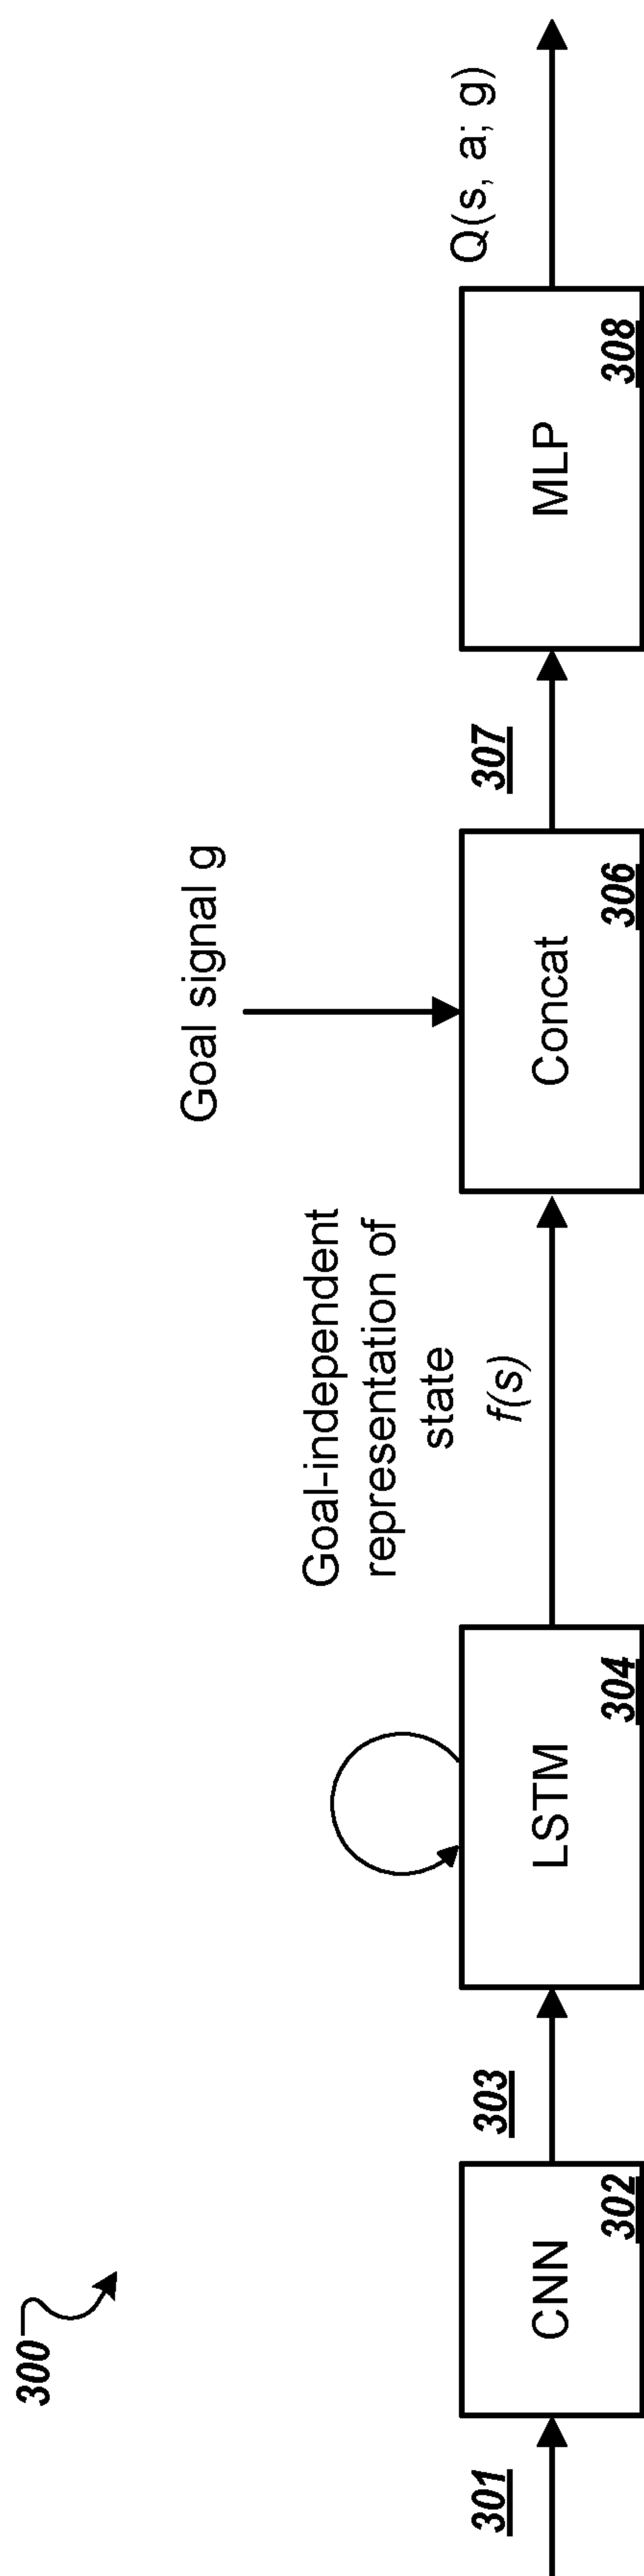 300
301
CNN
302
303
LSTM
304
Goal-independent
representation of
state
f(s)
Goal signal g
Concat
306
307
MLP
308
Q(s, a; g)